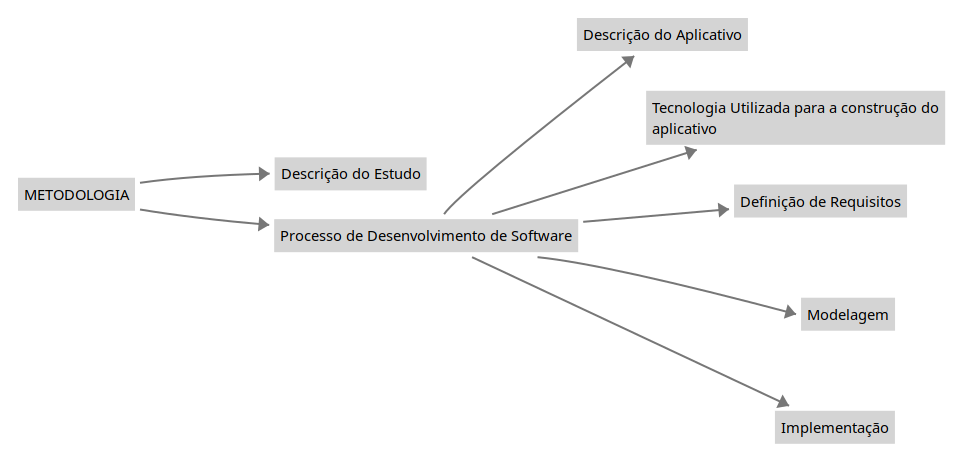 METODOLOGIA
Descrição do Estudo
Processo de Desenvolvimento de Software
Descrição do Aplicativo
Tecnologia Utilizada para a construção do
aplicativo
Definição de Requisitos
Modelagem
Implementação